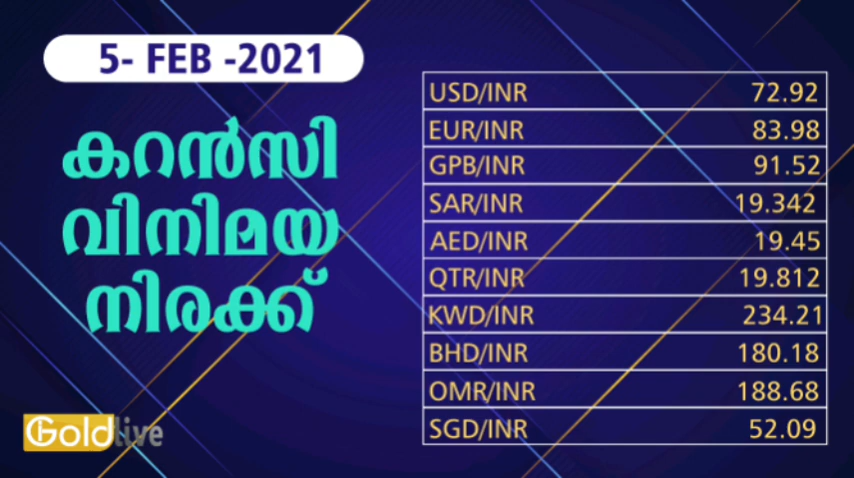 5- FEB -2021
കറൻസി
വിനിമയ
നിരക്ക്
USD/INR 72.92
EUR/INR 83.98
GPB/INR 91.52
SAR/INR 19.342
AED/INR 19.45
QTR/INR 19.812
KWD/INR 234.21
BHD/INR 180.18
OMR/INR 188.68
SGD/INR 52.09
Goldlive